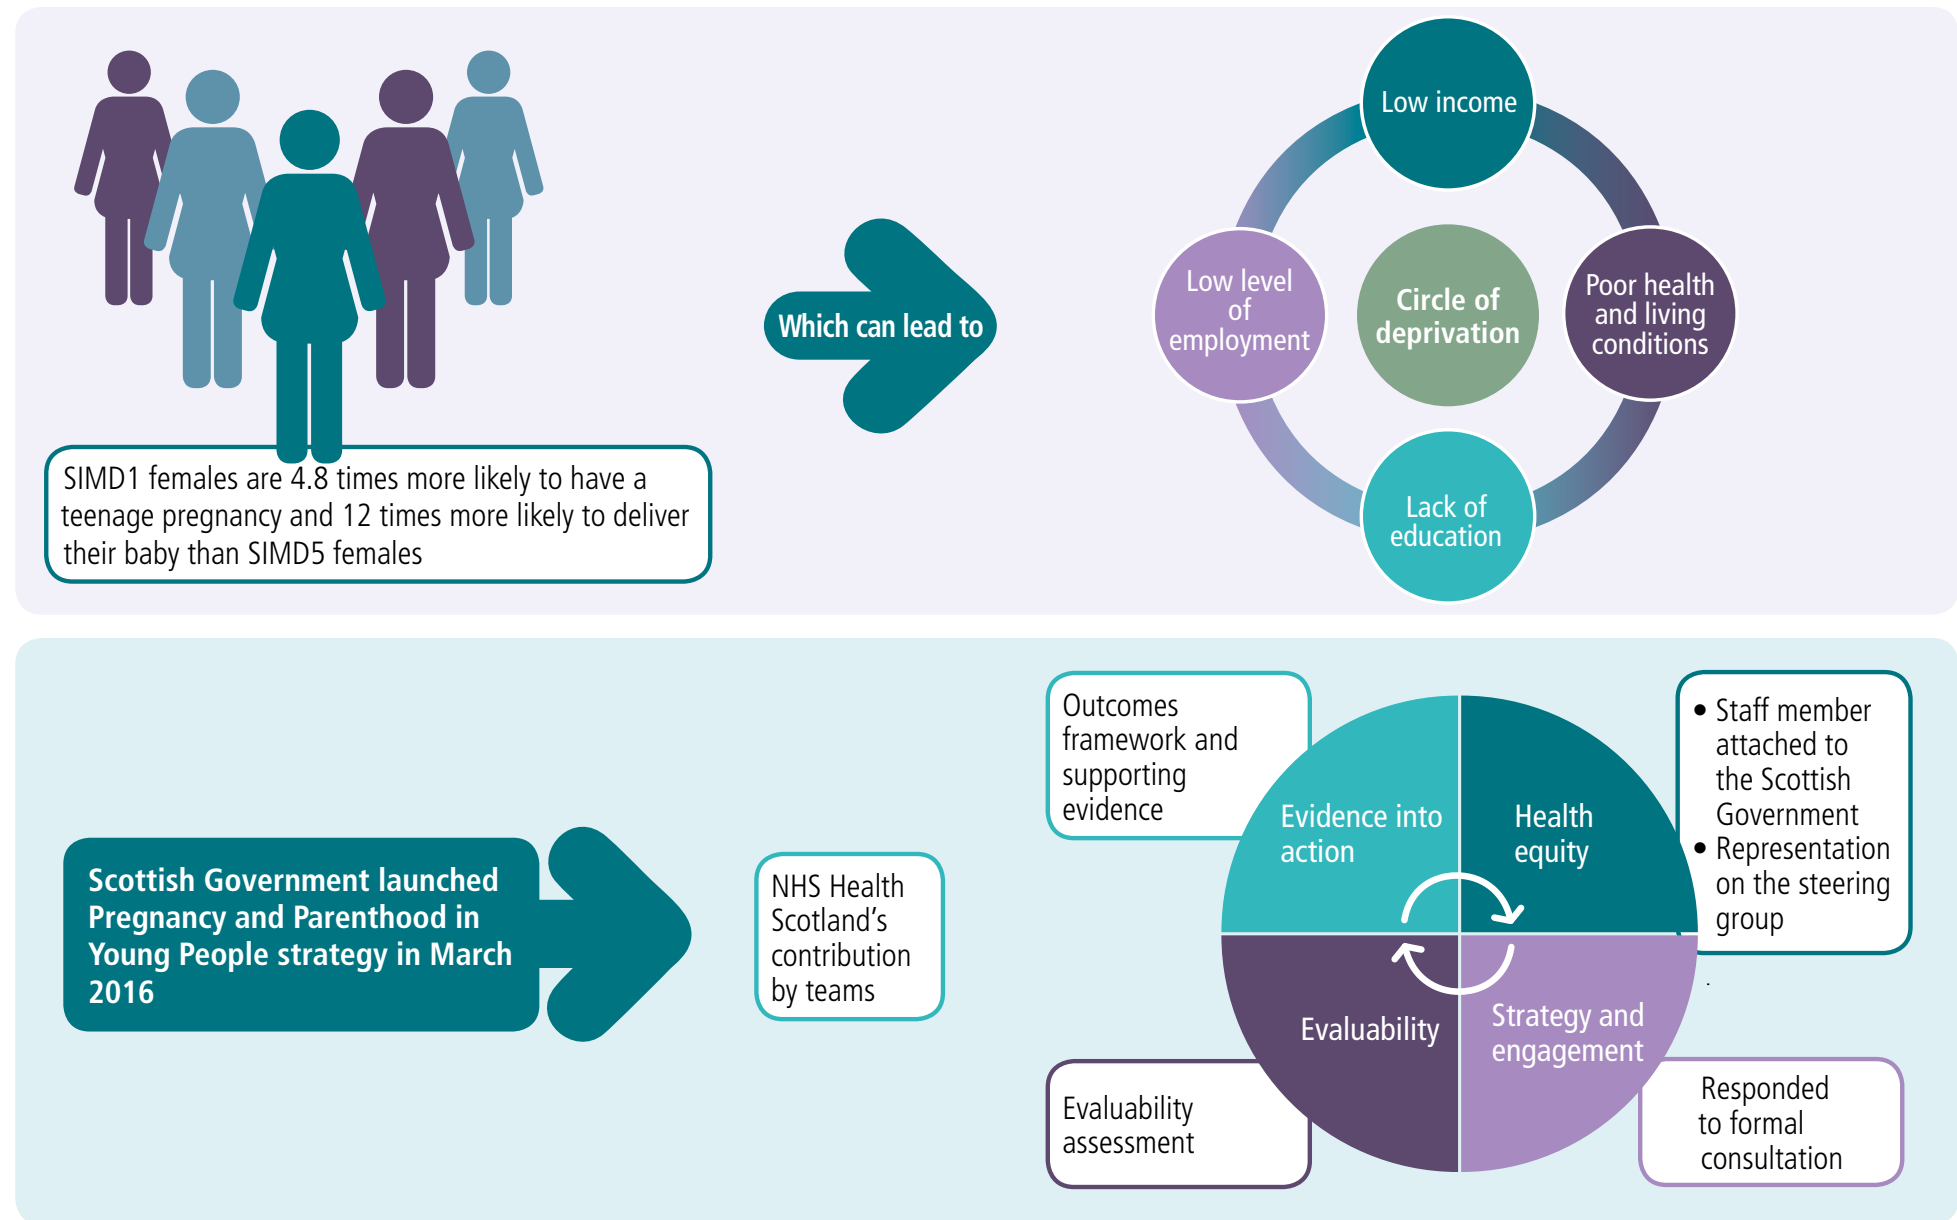 SIMD1 females are 4.8 times more likely to have a
teenage pregnancy and 12 times more likely to deliver
their baby than SIMD5 females
Which can lead to
Low income
Low level
of
employment
Circle of
deprivation
Poor health
and living
conditions
Lack of
education
Scottish Government launched
Pregnancy and Parenthood in
Young People strategy in March
2016
NHS Health
Scotland’s
contribution
by teams
Outcomes
framework and
supporting
evidence
Evidence into
action
Health
equity
• Staff member
attached to
the Scottish
Government
• Representation
on the steering
group
Evaluability
Strategy and
engagement
Evaluability
assessment
Responded
to formal
consultation